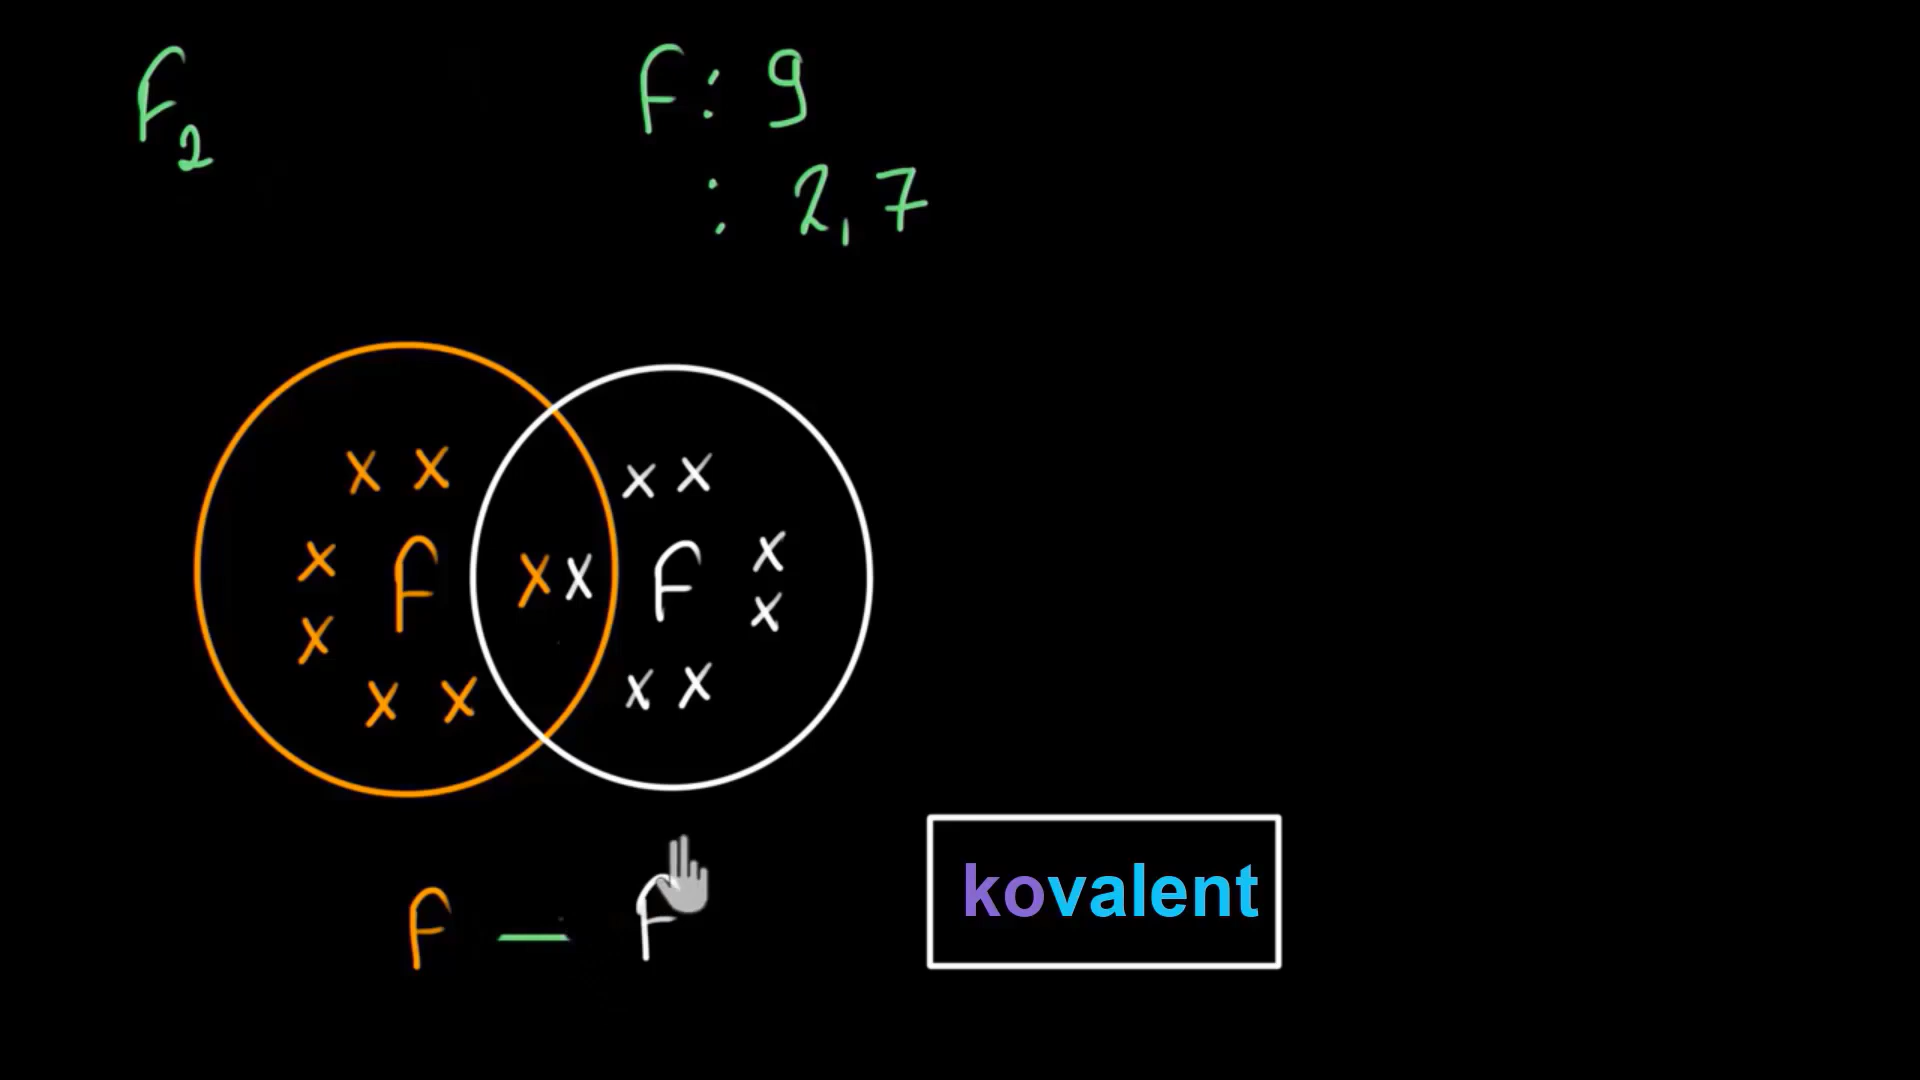 F₂
F: 9
: 2,7
x x x x
x F x x F x
x x
x x x x
F — F
kovalent